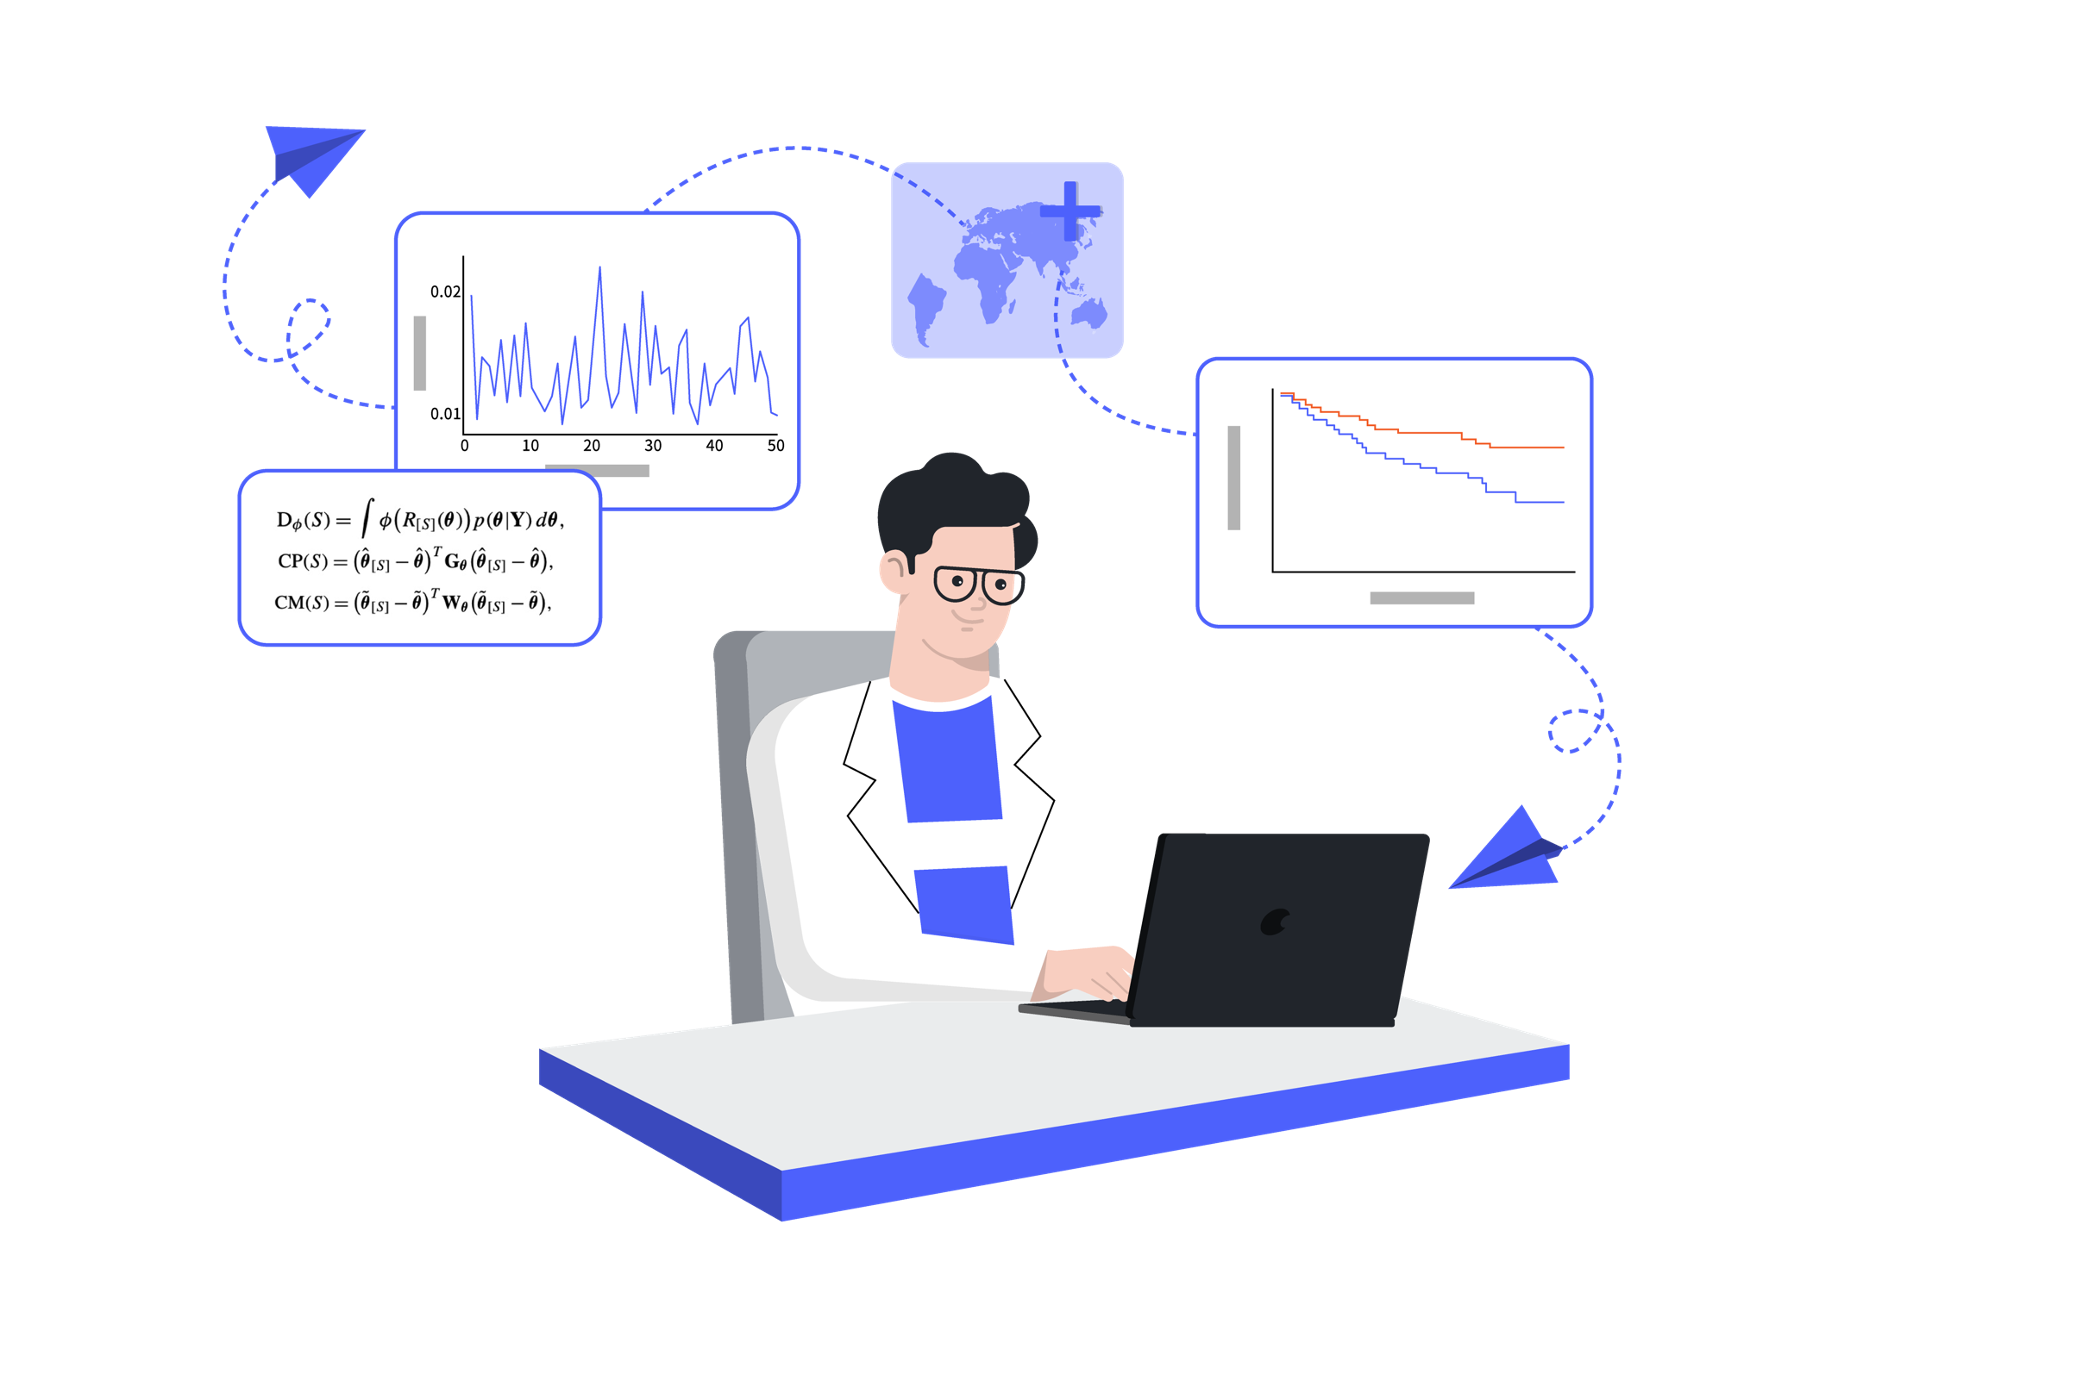 0.02
0.01
0 10 20 30 40 50
D_ϕ(S) = ∫ ϕ(R_[S](θ)) p(θ|Y) dθ,
CP(S) = (θ̂_[S] − θ̂)^T G_θ (θ̂_[S] − θ̂),
CM(S) = (θ̃_[S] − θ̃)^T W_θ (θ̃_[S] − θ̃),